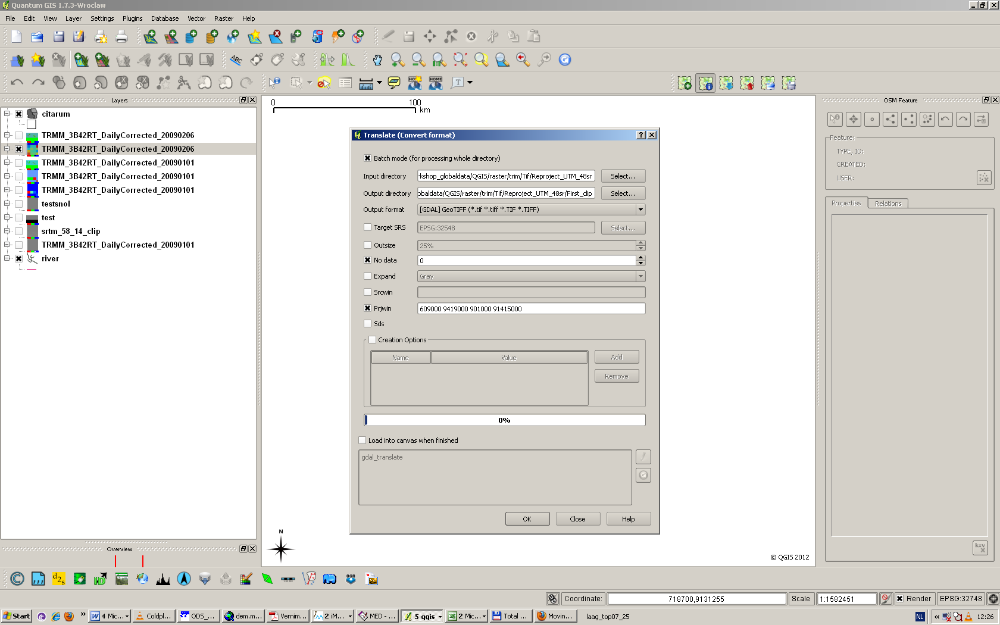 Quantum GIS 1.7.3-Wroclaw
File Edit View Layer Settings Plugins Database Vector Raster Help
ABC
HOME
T
Layers
citarum
TRMM_3B42RT_DailyCorrected_20090206
TRMM_3B42RT_DailyCorrected_20090206
TRMM_3B42RT_DailyCorrected_20090101
TRMM_3B42RT_DailyCorrected_20090101
TRMM_3B42RT_DailyCorrected_20090101
testsnol
test
srtm_58_14_clip
TRMM_3B42RT_DailyCorrected_20090101
river
Overview
0 100
km
Translate (Convert format)
Batch mode (for processing whole directory)
Input directory rkshop_globaldata/QGIS/raster/trim/Tif/Reproject_UTM_48sr Select...
Output directory obaldata/QGIS/raster/trim/Tif/Reproject_UTM_48sr/First_clip Select...
Output format [GDAL] GeoTIFF (*.tif *.tiff *.TIF *.TIFF)
Target SRS EPSG:32548 Select...
Outsize 25%
No data 0
Expand Gray
Srcwin
Prjwin 609000 9419000 901000 91415000
Sds
Creation Options
Name Value Add
Remove
0%
Load into canvas when finished
gdal_translate
OK Close Help
N
© QGIS 2012
OSM Feature
Feature:
TYPE, ID:
CREATED:
USER:
Properties Relations
Coordinate: 718700,9131255 Scale 1:1582451 Render EPSG:32748
Start » 4 Mic... Coldpl... ODS_... dem.m... Vernim... 2 iM... MED - ... 5 qgis 2 Mic... Total ... Movin... laag_top07_25 NL « 12:26